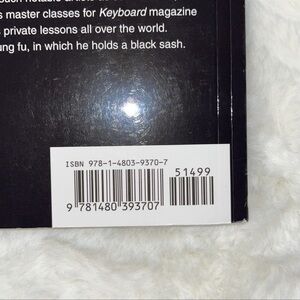 s master classes for Keyboard magazine
s private lessons all over the world.
ung fu, in which he holds a black sash.
ISBN 978-1-4803-9370-7
51499
9 781480 393707